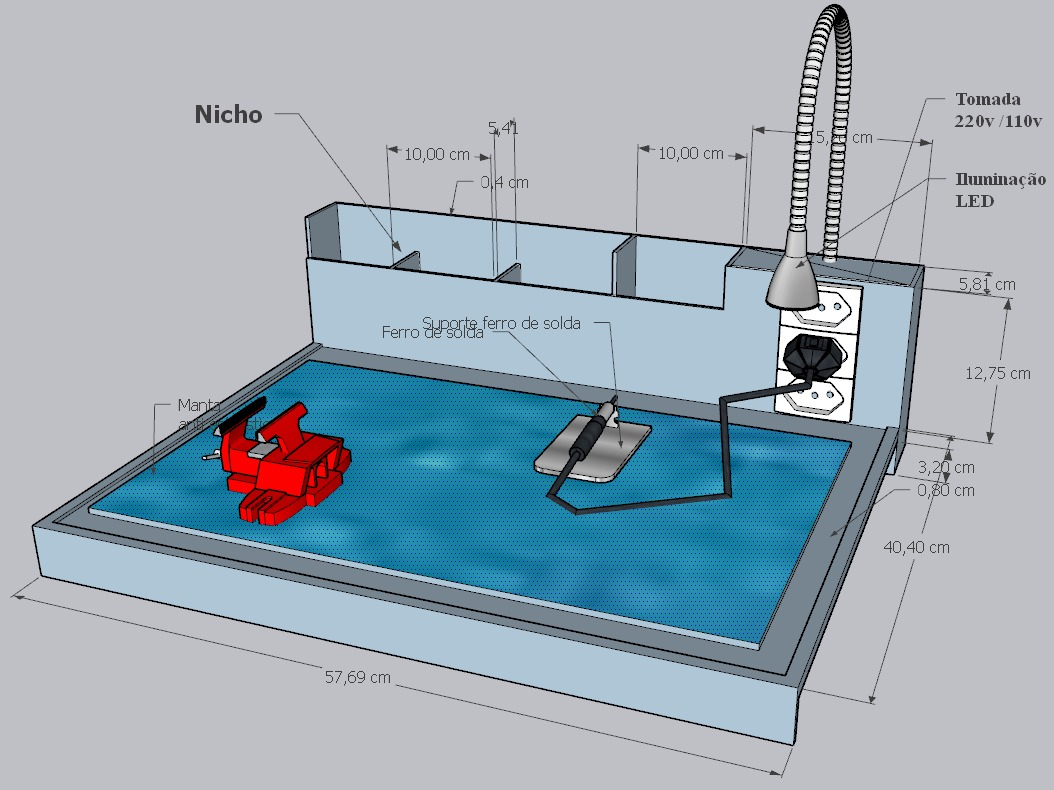 Nicho
Tomada
220v /110v
5,41
10,00 cm
10,00 cm
cm
0,4 cm
Iluminação
LED
5,81 cm
Suporte ferro de solda
Ferro de solda
12,75 cm
Manta
3,20 cm
0,80 cm
40,40 cm
57,69 cm